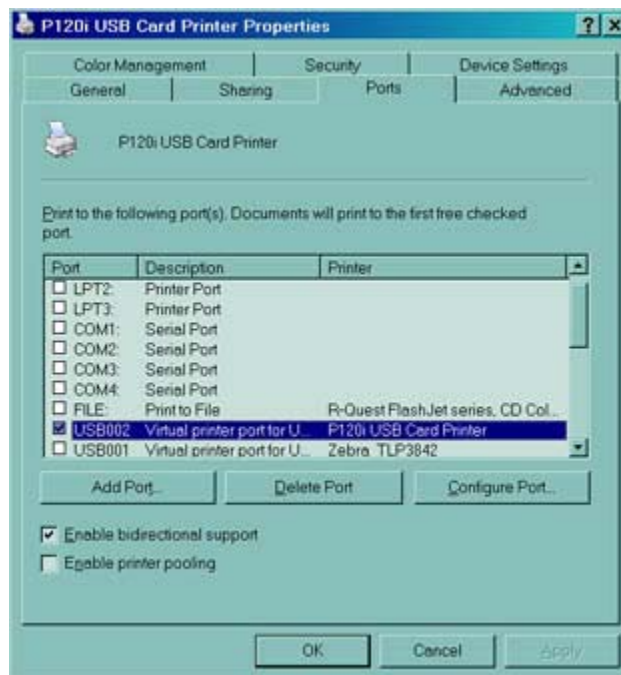 P120i USB Card Printer Properties
Color Management Security Device Settings
General Sharing Ports Advanced
P120i USB Card Printer
Print to the following port(s). Documents will print to the first free checked
port.
Port Description Printer
LPT2: Printer Port
LPT3: Printer Port
COM1: Serial Port
COM2: Serial Port
COM3: Serial Port
COM4: Serial Port
FILE: Print to File R-Quest FlashJet series, CD Col...
USB002 Virtual printer port for U... P120i USB Card Printer
USB001 Virtual printer port for U... Zebra TLP3842
Add Port... Delete Port Configure Port...
Enable bidirectional support
Enable printer pooling
OK Cancel Apply